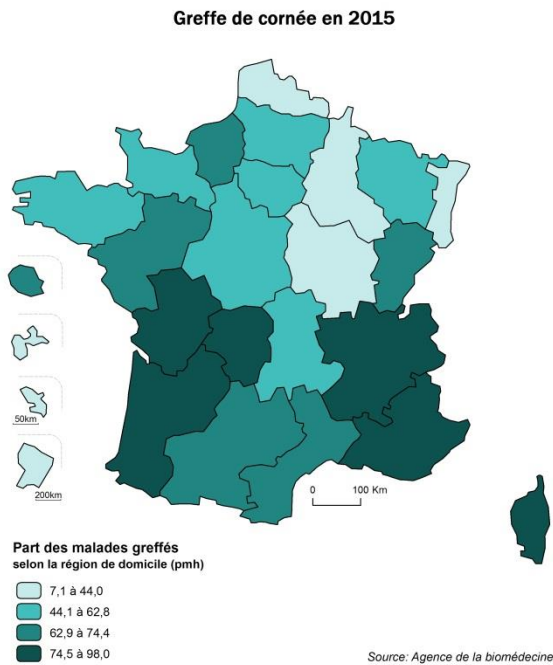 Greffe de cornée en 2015
50km
200km
0 100 Km
Part des malades greffés
selon la région de domicile (pmh)
7,1 à 44,0
44,1 à 62,8
62,9 à 74,4
74,5 à 98,0
Source: Agence de la biomédecine